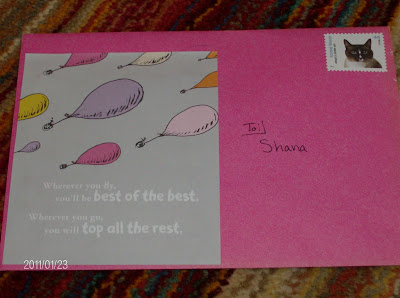 To:
Shana
Wherever you fly,
you'll be best of the best.
Wherever you go,
you will top all the rest.
2011/01/23